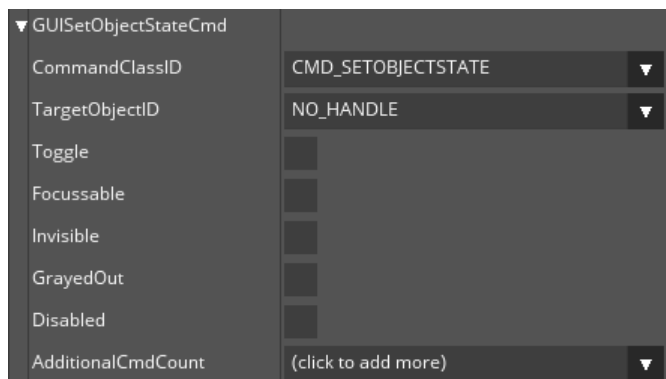 GUISetObjectStateCmd
CommandClassID CMD_SETOBJECTSTATE
TargetObjectID NO_HANDLE
Toggle
Focussable
Invisible
GrayedOut
Disabled
AdditionalCmdCount (click to add more)